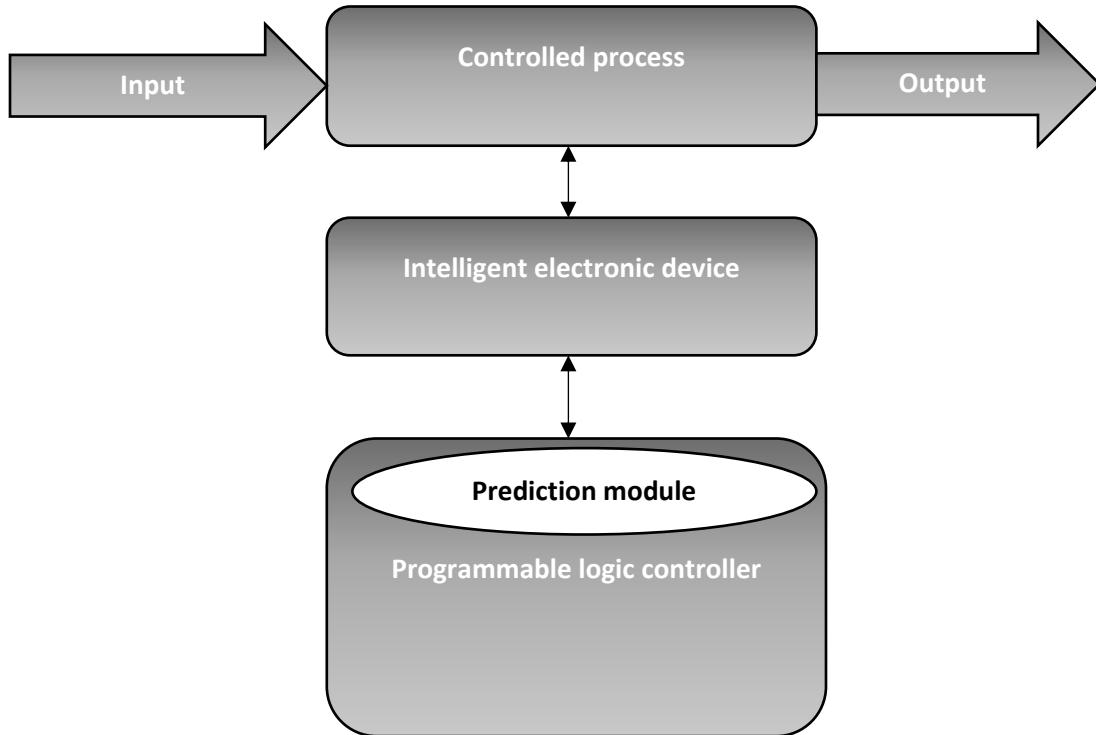 Controlled process
Input
Output
Intelligent electronic device
Prediction module
Programmable logic controller